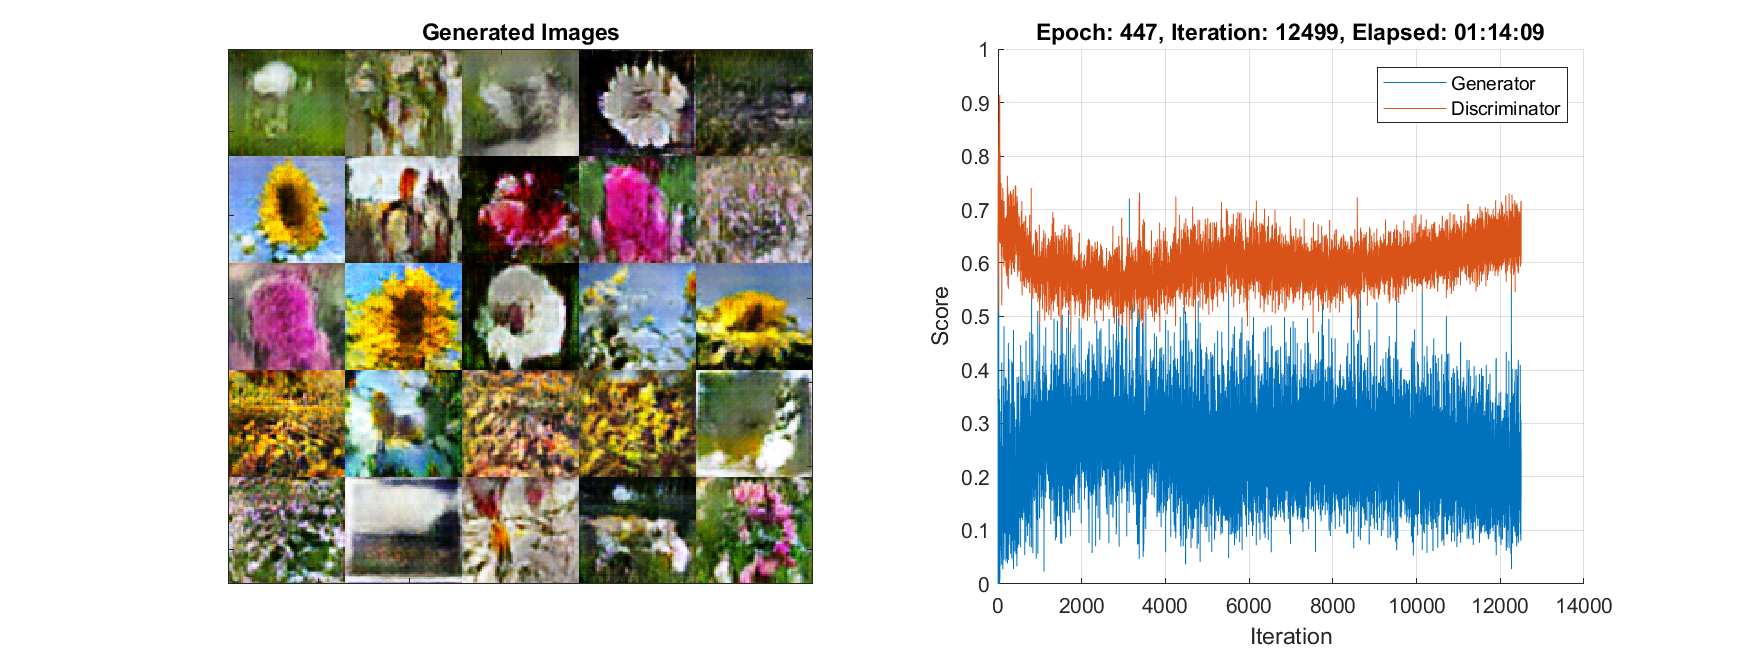 Generated Images
Epoch: 447, Iteration: 12499, Elapsed: 01:14:09
Generator
Discriminator
1
0.9
0.8
0.7
0.6
0.5
0.4
0.3
0.2
0.1
0
Score
0 2000 4000 6000 8000 10000 12000 14000
Iteration